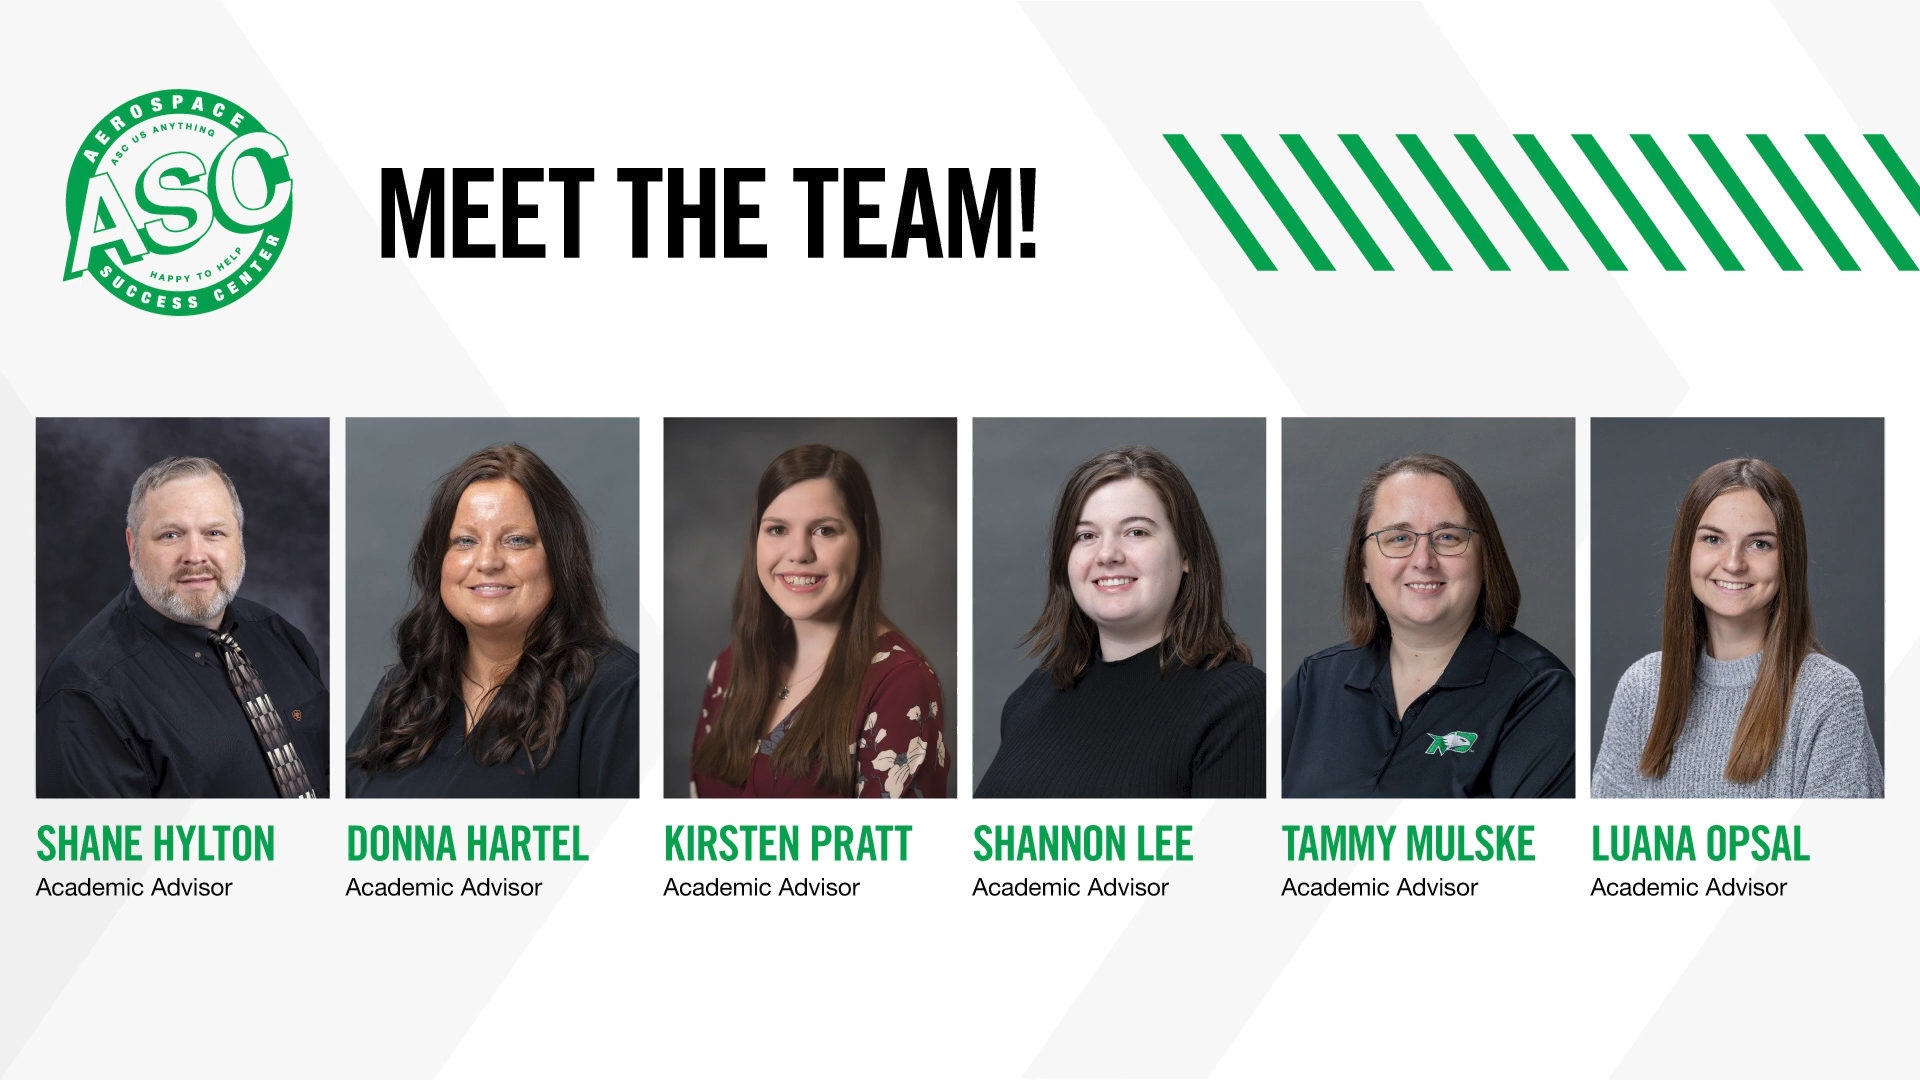 AEROSPACE
ASC US ANYTHING
ASC
HAPPY TO HELP
SUCCESS CENTER
MEET THE TEAM!
SHANE HYLTON
Academic Advisor
DONNA HARTEL
Academic Advisor
KIRSTEN PRATT
Academic Advisor
SHANNON LEE
Academic Advisor
TAMMY MULSKE
Academic Advisor
LUANA OPSAL
Academic Advisor